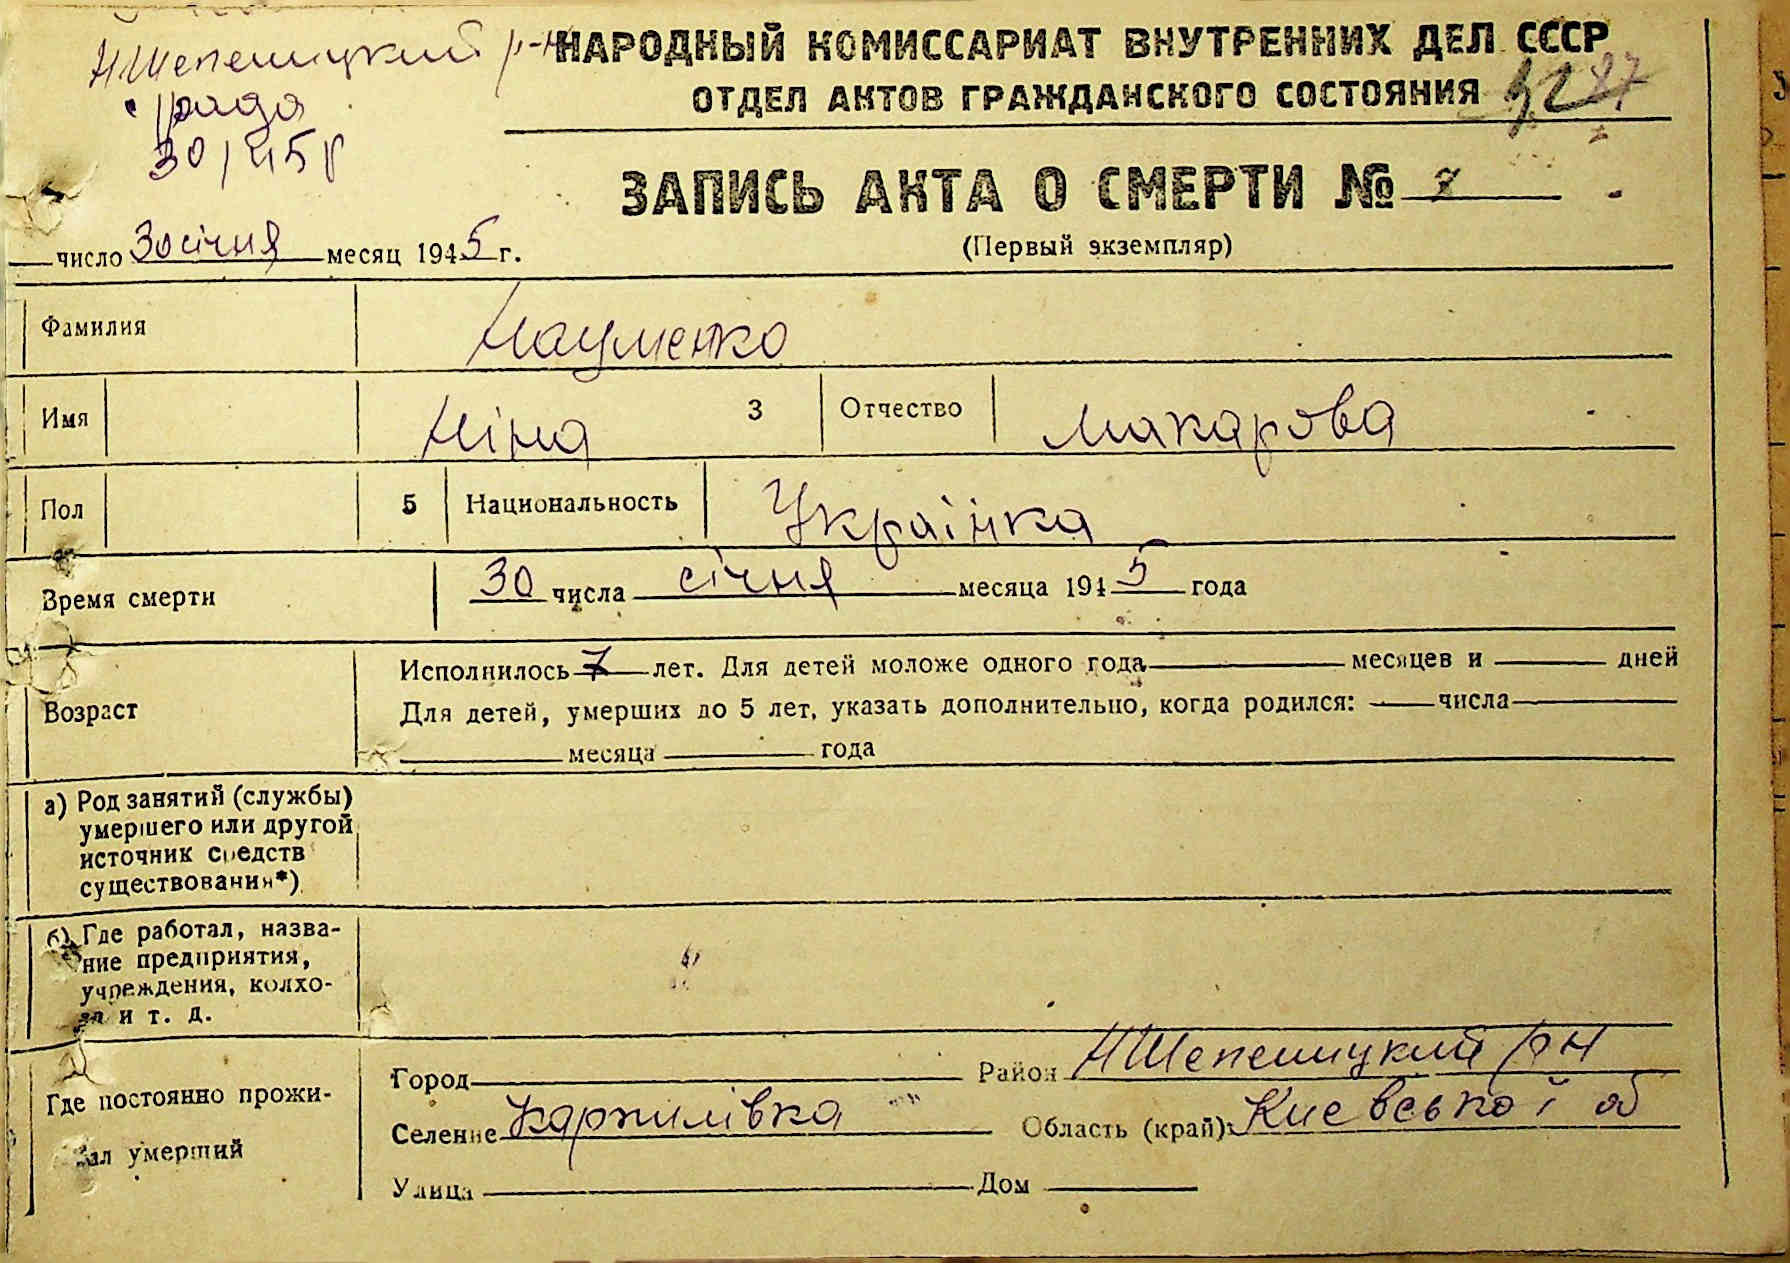 НШепелицкий р-н
НАРОДНЫЙ КОМИССАРИАТ ВНУТРЕННИХ ДЕЛ СССР
ОТДЕЛ АКТОВ ГРАЖДАНСКОГО СОСТОЯНИЯ
с/рада
30/I 45р
ЗАПИСЬ АКТА О СМЕРТИ № 7
число 30 січня месяц 1945 г.
(Первый экземпляр)
Фамилия Науменко
Имя Ніна 3 Отчество Макарова
Пол 5 Национальность Українка
Время смерти 30 числа січня месяца 1945 года
Исполнилось 7 лет. Для детей моложе одного года месяцев и дней
Возраст
Для детей, умерших до 5 лет, указать дополнительно, когда родился: числа
месяца года
а) Род занятий (службы)
умершего или другой
источник средств
существования*)
б) Где работал, назва-
ние предприятия,
учреждения, колхо-
за и т. д.
Город Район НШепелицкий рн
Где постоянно прожи-
Селение Карпилівка Область (край) Киевської об
вал умерший
Улица Дом